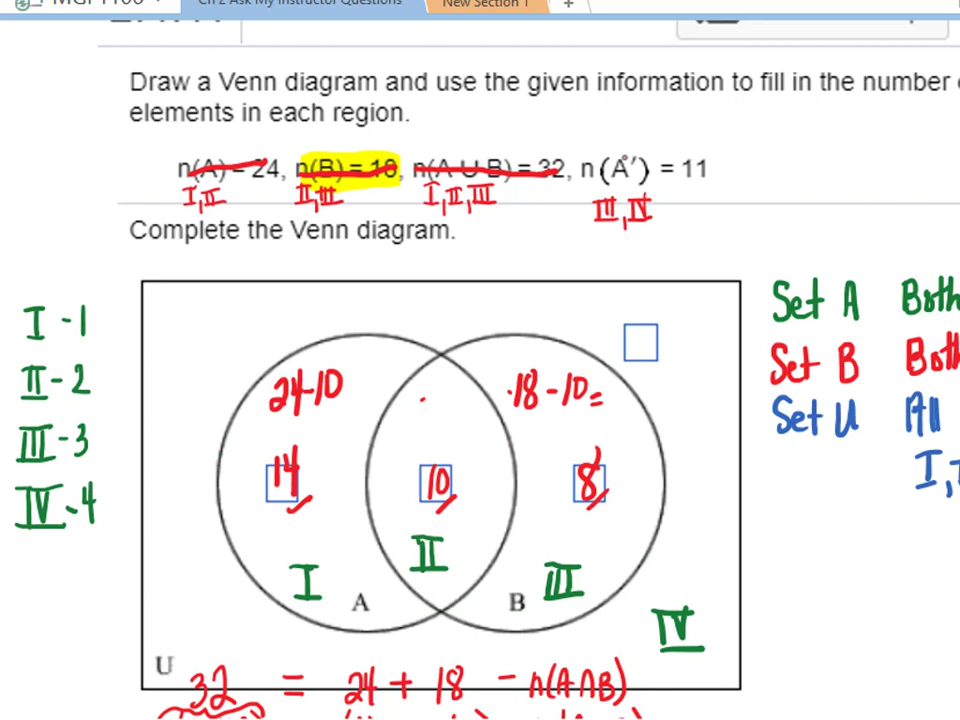 Ch 2 Ask My Instructor Questions New Section 1 +
Draw a Venn diagram and use the given information to fill in the number
elements in each region.
n(A) = 24, n(B) = 18, n(A ∪ B) = 32, n(A′) = 11
I,II II,III I,II,III III,IV
Complete the Venn diagram.
I - 1
II - 2
III - 3
IV - 4
Set A Both
Set B Both
Set U All
I,
24-10 18-10=
14 10 8
I II III
A B
IV
U
32 = 24 + 18 - n(A∩B)